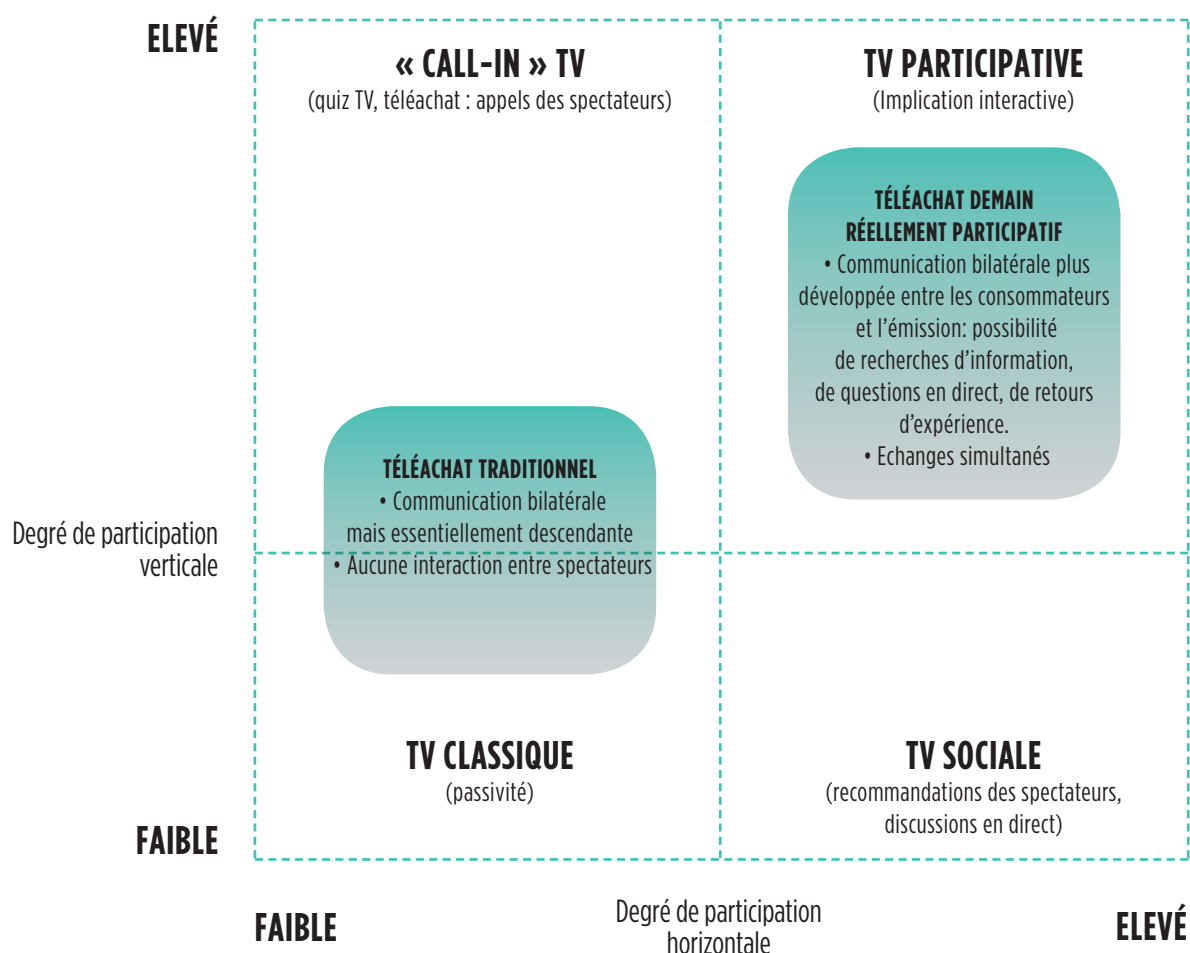 ELEVÉ
« CALL-IN » TV
(quiz TV, téléachat : appels des spectateurs)
TV PARTICIPATIVE
(Implication interactive)
TÉLÉACHAT DEMAIN
RÉELLEMENT PARTICIPATIF
• Communication bilatérale plus
développée entre les consommateurs
et l’émission: possibilité
de recherches d’information,
de questions en direct, de retours
d’expérience.
• Echanges simultanés
TÉLÉACHAT TRADITIONNEL
• Communication bilatérale
mais essentiellement descendante
• Aucune interaction entre spectateurs
Degré de participation
verticale
TV CLASSIQUE
(passivité)
TV SOCIALE
(recommandations des spectateurs,
discussions en direct)
FAIBLE
FAIBLE
Degré de participation
horizontale
ELEVÉ